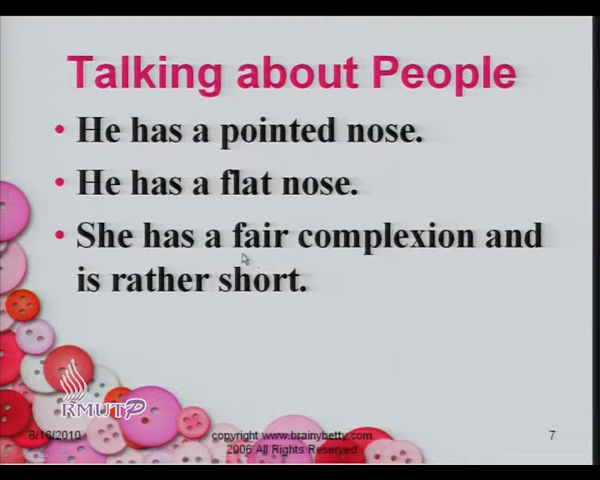 Talking about People
• He has a pointed nose.
• He has a flat nose.
• She has a fair complexion and
is rather short.
RMUTP
6/16/2010
copyright www.brainybetty.com
2006 All Rights Reserved
7